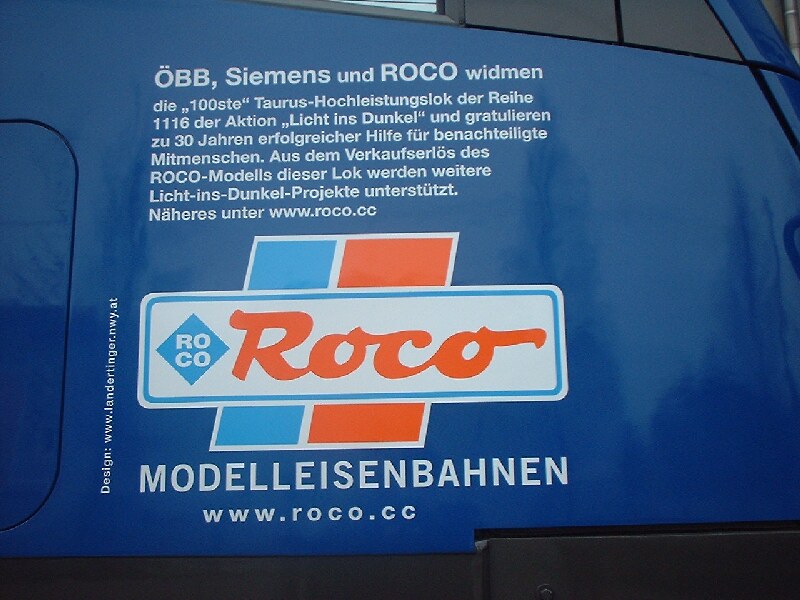 ÖBB, Siemens und ROCO widmen
die „100ste“ Taurus-Hochleistungslok der Reihe
1116 der Aktion „Licht ins Dunkel“ und gratulieren
zu 30 Jahren erfolgreicher Hilfe für benachteiligte
Mitmenschen. Aus dem Verkaufserlös des
ROCO-Modells dieser Lok werden weitere
Licht-ins-Dunkel-Projekte unterstützt.
Näheres unter www.roco.cc
RO
CO
Roco
MODELLEISENBAHNEN
www.roco.cc
Design: www.landertinger.nwy.at